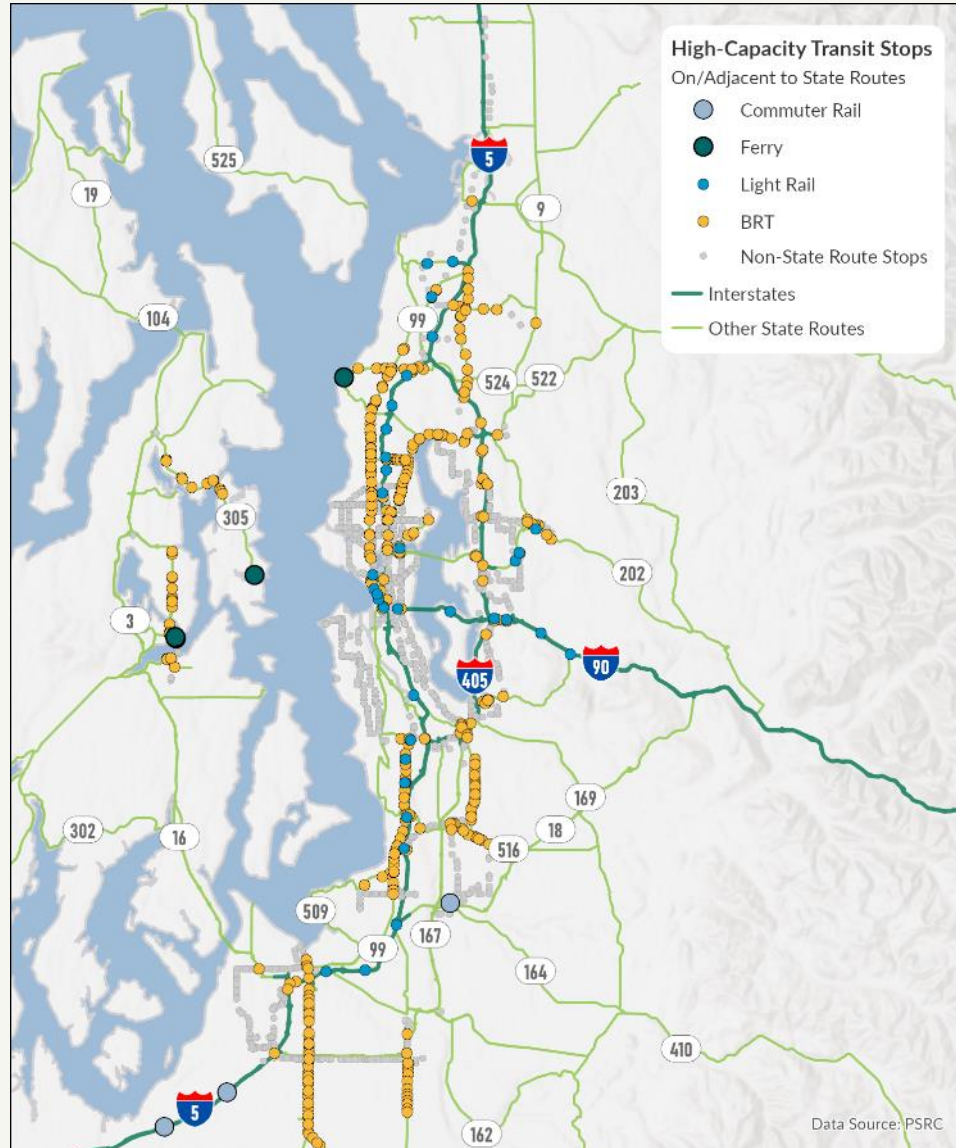 High-Capacity Transit Stops
On/Adjacent to State Routes
Commuter Rail
Ferry
Light Rail
BRT
Non-State Route Stops
Interstates
Other State Routes
5
525
19
9
104
99
524
522
203
305
202
3
405
90
169
18
302
16
516
509
167
99
164
410
5
162
Data Source: PSRC